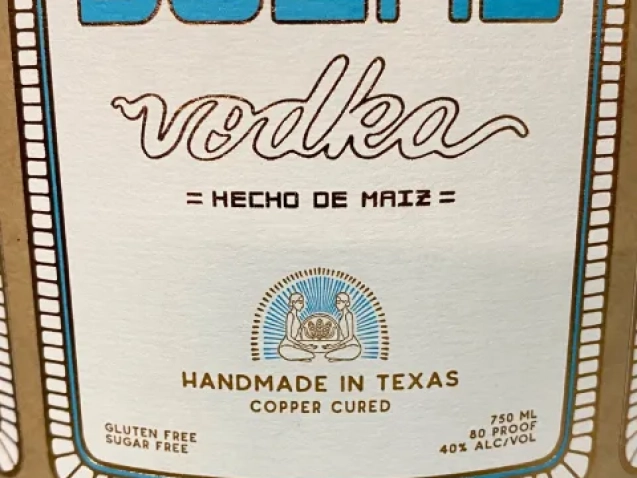 vodka
= HECHO DE MAIZ =
HANDMADE IN TEXAS
COPPER CURED
GLUTEN FREE
SUGAR FREE
750 ML
80 PROOF
40% ALC/VOL